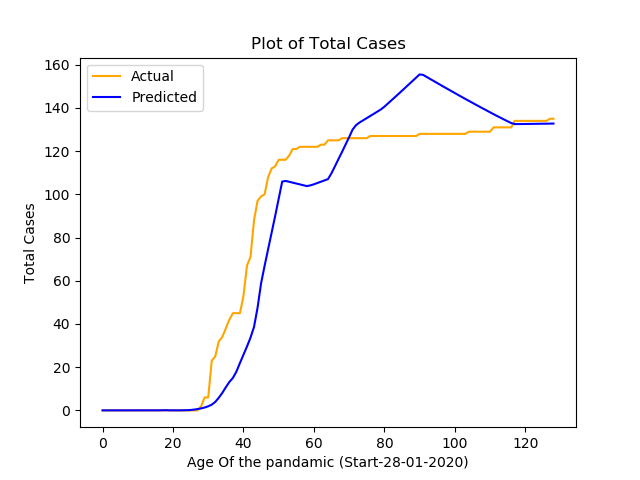 Plot of Total Cases
Actual
Predicted
160
140
120
100
80
60
40
20
0
Total Cases
0 20 40 60 80 100 120
Age Of the pandamic (Start-28-01-2020)